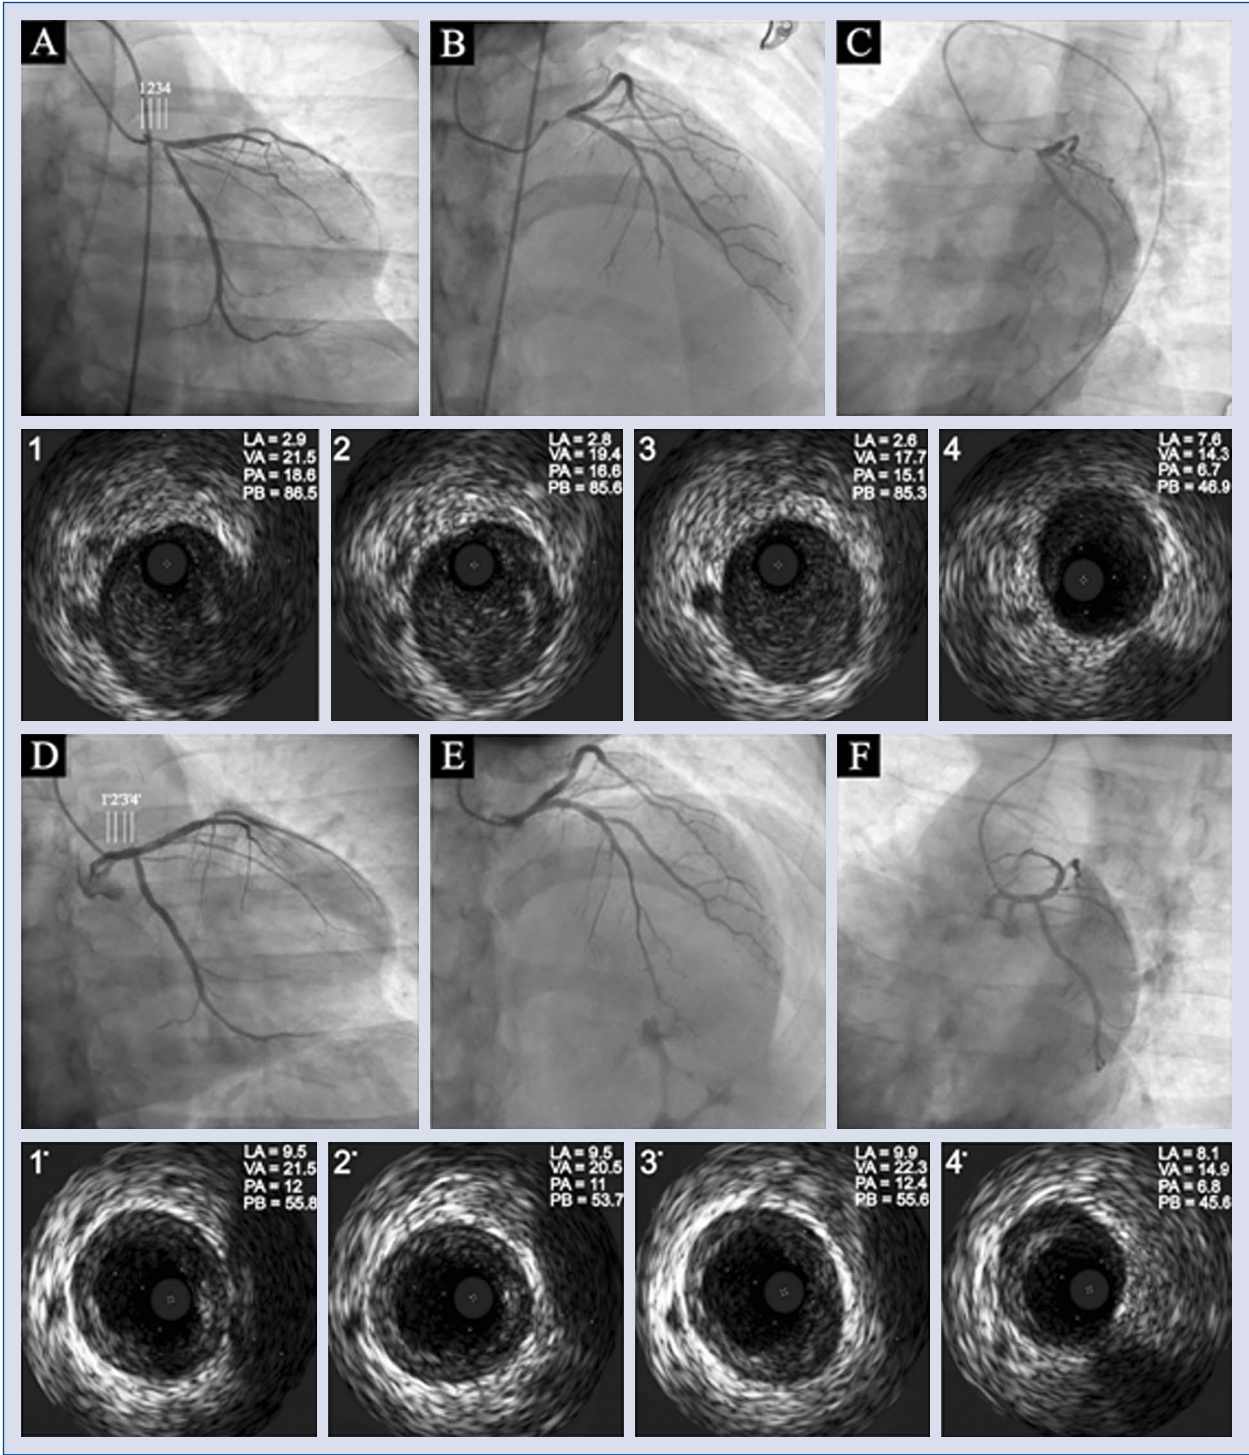 A
B
C
1234
1
LA = 2.9
VA = 21.5
PA = 18.6
PB = 86.5
2
LA = 2.8
VA = 19.4
PA = 16.6
PB = 85.6
3
LA = 2.6
VA = 17.7
PA = 15.1
PB = 85.3
4
LA = 7.6
VA = 14.3
PA = 6.7
PB = 46.9
D
E
F
1'2'3'4'
1'
LA = 9.5
VA = 21.5
PA = 12
PB = 55.8
2'
LA = 9.5
VA = 20.5
PA = 11
PB = 53.7
3'
LA = 9.9
VA = 22.3
PA = 12.4
PB = 55.6
4'
LA = 8.1
VA = 14.9
PA = 6.8
PB = 45.6